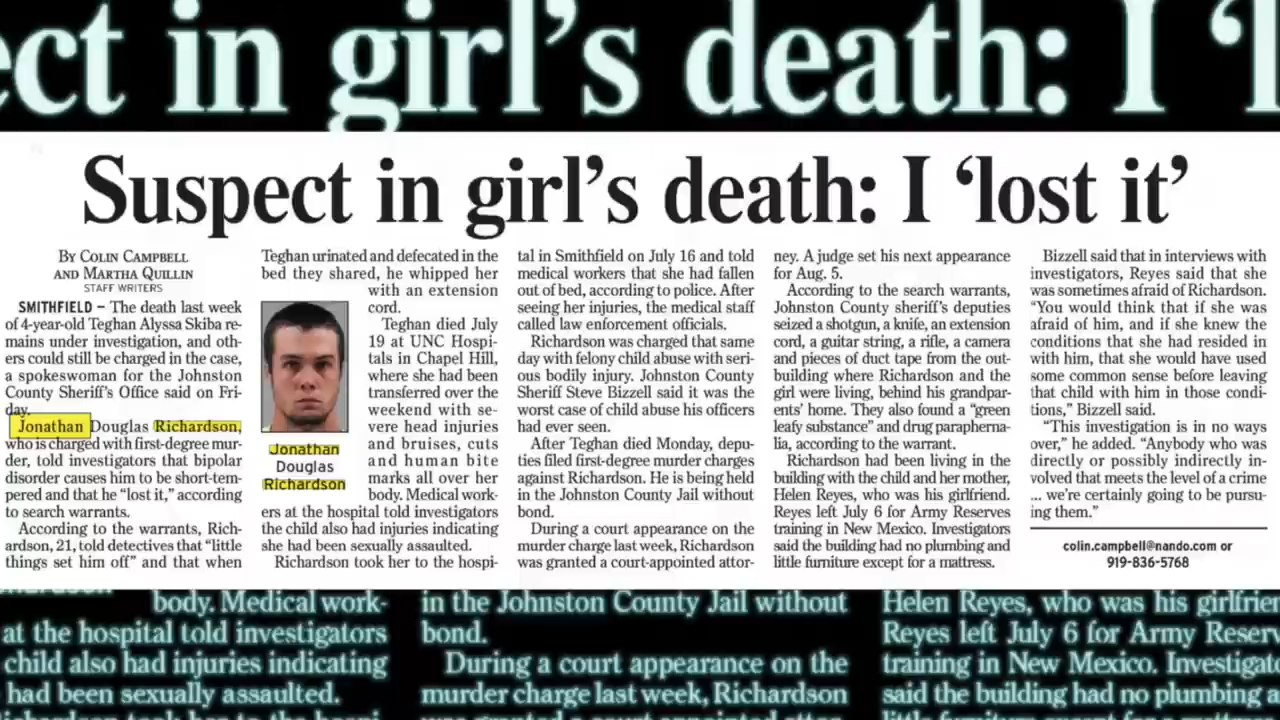 ect in girl's death: I 'l
Suspect in girl's death: I 'lost it'
BY COLIN CAMPBELL
AND MARTHA QUILLIN
STAFF WRITERS
SMITHFIELD – The death last week
of 4-year-old Teghan Alyssa Skiba re-
mains under investigation, and oth-
ers could still be charged in the case,
a spokeswoman for the Johnston
County Sheriff's Office said on Fri-
day.
Jonathan Douglas Richardson,
who is charged with first-degree mur-
der, told investigators that bipolar
disorder causes him to be short-tem-
pered and that he "lost it," according
to search warrants.
According to the warrants, Rich-
ardson, 21, told detectives that "little
things set him off" and that when
Teghan urinated and defecated in the
bed they shared, he whipped her
with an extension
cord.
Teghan died July
19 at UNC Hospi-
tals in Chapel Hill,
where she had been
transferred over the
weekend with se-
vere head injuries
and bruises, cuts
and human bite
marks all over her
body. Medical work-
ers at the hospital told investigators
the child also had injuries indicating
she had been sexually assaulted.
Richardson took her to the hospi-
Jonathan
Douglas
Richardson
tal in Smithfield on July 16 and told
medical workers that she had fallen
out of bed, according to police. After
seeing her injuries, the medical staff
called law enforcement officials.
Richardson was charged that same
day with felony child abuse with seri-
ous bodily injury. Johnston County
Sheriff Steve Bizzell said it was the
worst case of child abuse his officers
had ever seen.
After Teghan died Monday, depu-
ties filed first-degree murder charges
against Richardson. He is being held
in the Johnston County Jail without
bond.
During a court appearance on the
murder charge last week, Richardson
was granted a court-appointed attor-
ney. A judge set his next appearance
for Aug. 5.
According to the search warrants,
Johnston County sheriff's deputies
seized a shotgun, a knife, an extension
cord, a guitar string, a rifle, a camera
and pieces of duct tape from the out-
building where Richardson and the
girl were living, behind his grandpar-
ents' home. They also found a "green
leafy substance" and drug parapherna-
lia, according to the warrant.
Richardson had been living in the
building with the child and her mother,
Helen Reyes, who was his girlfriend.
Reyes left July 6 for Army Reserves
training in New Mexico. Investigators
said the building had no plumbing and
little furniture except for a mattress.
Bizzell said that in interviews with
investigators, Reyes said that she
was sometimes afraid of Richardson.
"You would think that if she was
afraid of him, and if she knew the
conditions that she had resided in
with him, that she would have used
some common sense before leaving
that child with him in those condi-
tions," Bizzell said.
"This investigation is in no ways
over," he added. "Anybody who was
directly or possibly indirectly in-
volved that meets the level of a crime
... we're certainly going to be pursu-
ing them."
colin.campbell@nando.com or
919-836-5768
body. Medical work-
at the hospital told investigators
child also had injuries indicating
had been sexually assaulted.
in the Johnston County Jail without
bond.
During a court appearance on the
murder charge last week, Richardson
Helen Reyes, who was his girlfrien
Reyes left July 6 for Army Reserv
training in New Mexico. Investigat
said the building had no plumbing a